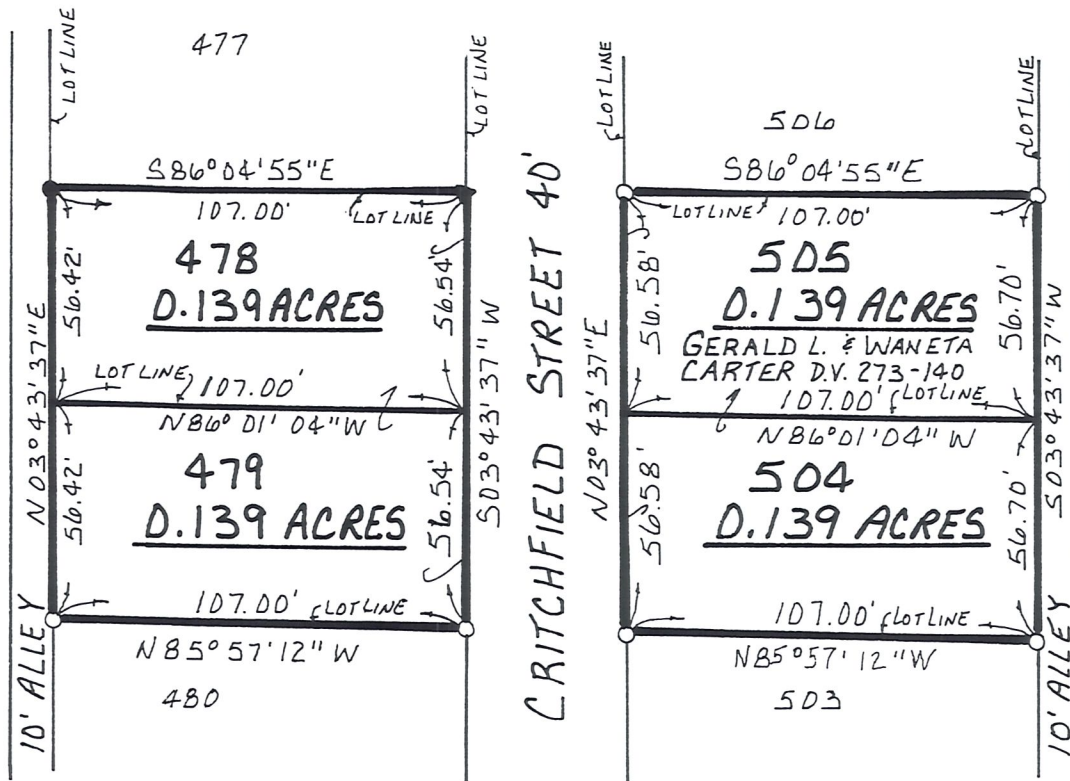 477
LOT LINE
LOT LINE
S86° 04' 55" E
107.00'
LOT LINE
478
0.139 ACRES
56.42'
56.54'
N 03° 43' 37" E
S03° 43' 37" W
LOT LINE
107.00'
N86° 01' 04" W
479
0.139 ACRES
56.42'
56.54'
107.00'
LOT LINE
N 85° 57' 12" W
480
10' ALLEY
CRITCHFIELD STREET 40'
506
LOT LINE
LOT LINE
S86° 04' 55" E
LOT LINE
107.00'
505
0.139 ACRES
GERALD L. & WANETA
CARTER D.V. 273-140
56.58'
56.70'
N03° 43' 37" E
S03° 43' 37" W
107.00'
LOT LINE
N86° 01' 04" W
504
0.139 ACRES
56.58'
56.70'
107.00'
LOT LINE
N85° 57' 12" W
503
10' ALLEY